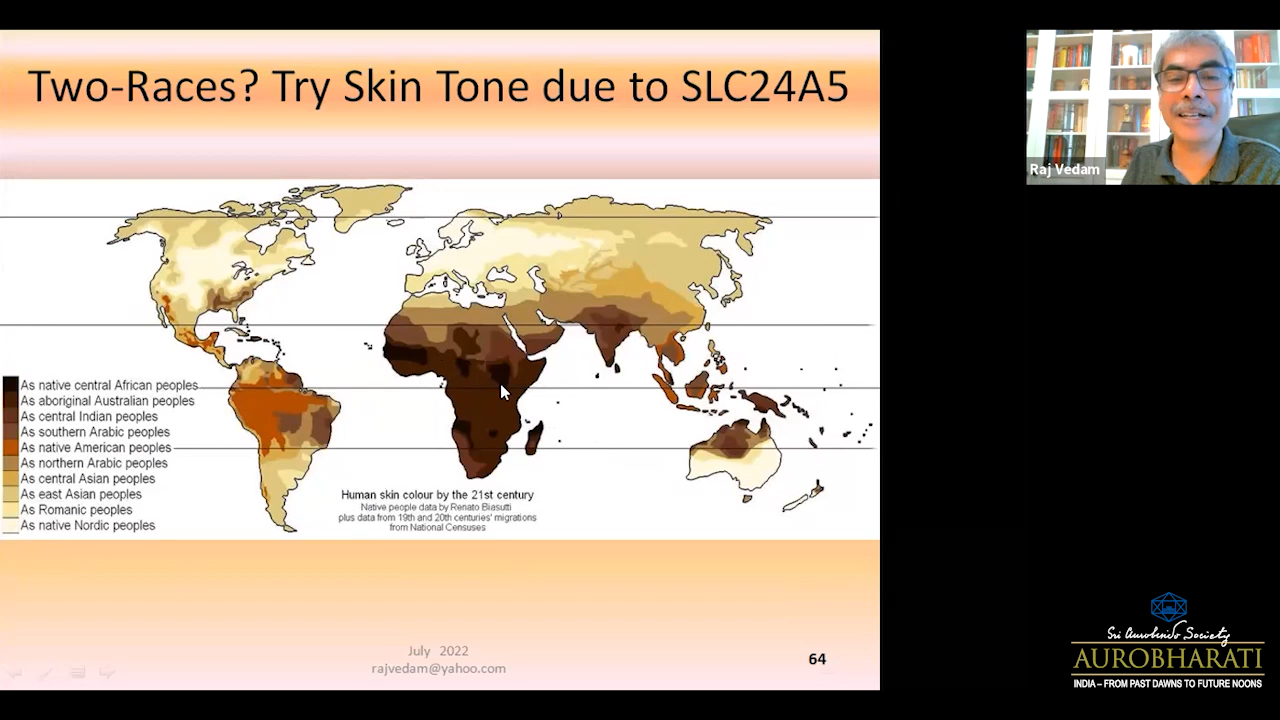 Two-Races? Try Skin Tone due to SLC24A5
Raj Vedam
As native central African peoples
As aboriginal Australian peoples
As central Indian peoples
As southern Arabic peoples
As native American peoples
As northern Arabic peoples
As central Asian peoples
As east Asian peoples
As Romanic peoples
As native Nordic peoples
Human skin colour by the 21st century
Native people data by Renato Biasutti
plus data from 19th and 20th centuries' migrations
from National Censuses
July 2022
rajvedam@yahoo.com
64
Sri Aurobindo Society
AUROBHARATI
INDIA – FROM PAST DAWNS TO FUTURE NOONS